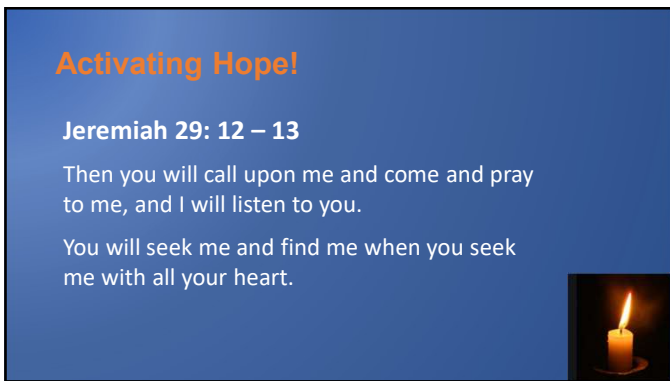 Activating Hope!
Jeremiah 29: 12 – 13
Then you will call upon me and come and pray
to me, and I will listen to you.
You will seek me and find me when you seek
me with all your heart.